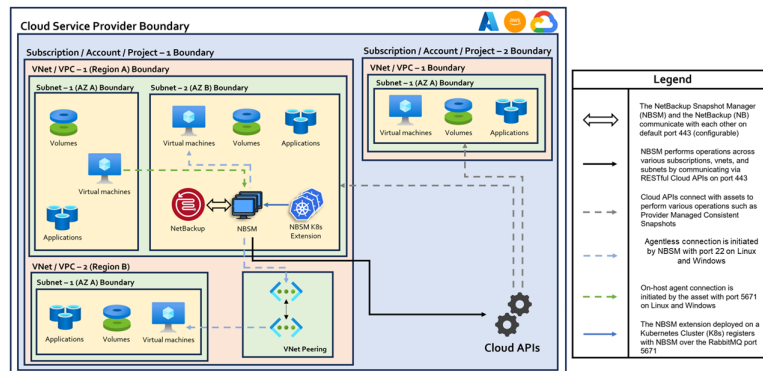 Cloud Service Provider Boundary
aws
Subscription / Account / Project – 1 Boundary
VNet / VPC – 1 (Region A) Boundary
Subnet – 1 (AZ A) Boundary
Volumes
Virtual machines
Applications
Subnet – 2 (AZ B) Boundary
Virtual machines
Volumes
Applications
NetBackup
NBSM
NBSM K8s
Extension
VNet / VPC – 2 (Region B)
Subnet – 1 (AZ A) Boundary
Applications
Volumes
Virtual machines
VNet Peering
Subscription / Account / Project – 2 Boundary
VNet / VPC – 1 Boundary
Subnet – 1 (AZ A) Boundary
Virtual machines
Volumes
Applications
Cloud APIs
Legend
The NetBackup Snapshot Manager
(NBSM) and the NetBackup (NB)
communicate with each other on
default port 443 (configurable)
NBSM performs operations across
various subscriptions, vnets, and
subnets by communicating via
RESTful Cloud APIs on port 443
Cloud APIs connect with assets to
perform various operations such as
Provider Managed Consistent
Snapshots
Agentless connection is initiated
by NBSM with port 22 on Linux
and Windows
On-host agent connection is
initiated by the asset with port 5671
on Linux and Windows
The NBSM extension deployed on a
Kubernetes Cluster (K8s) registers
with NBSM over the RabbitMQ port
5671